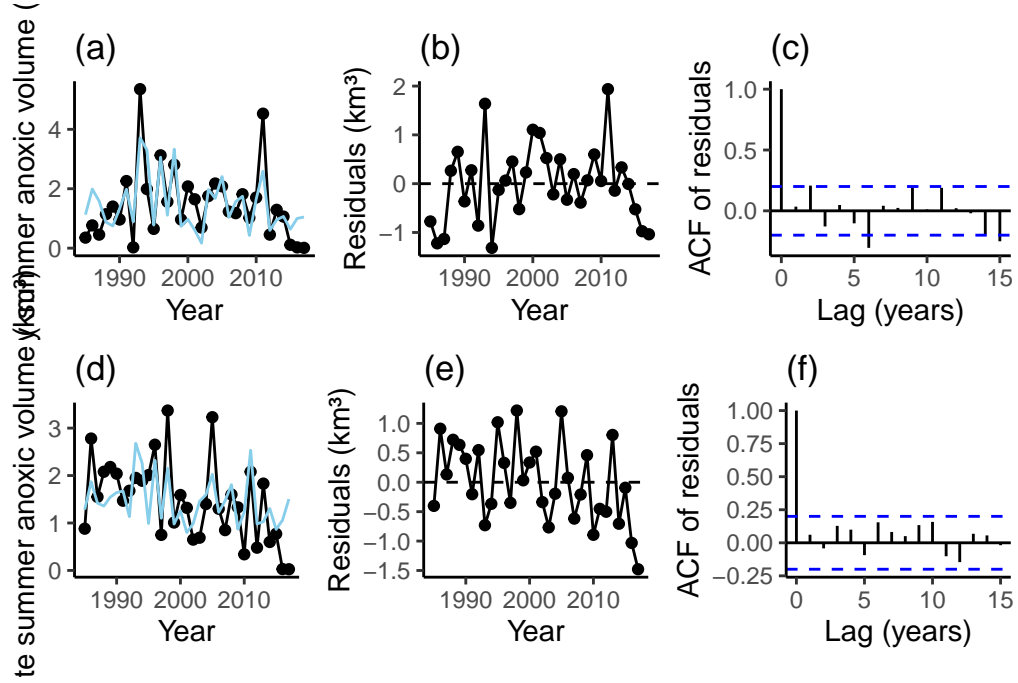 (a)
(b)
(c)
summer anoxic volume (
4
2
0
1990
2000
2010
Year
Residuals (km³)
2
1
0
−1
1990
2000
2010
Year
ACF of residuals
1.0
0.5
0.0
0
5
10
15
Lag (years)
(d)
(e)
(f)
te summer anoxic volume (km³)
3
2
1
0
1990
2000
2010
Year
Residuals (km³)
1.0
0.5
0.0
−0.5
−1.0
−1.5
1990
2000
2010
Year
ACF of residuals
1.00
0.75
0.50
0.25
0.00
−0.25
0
5
10
15
Lag (years)